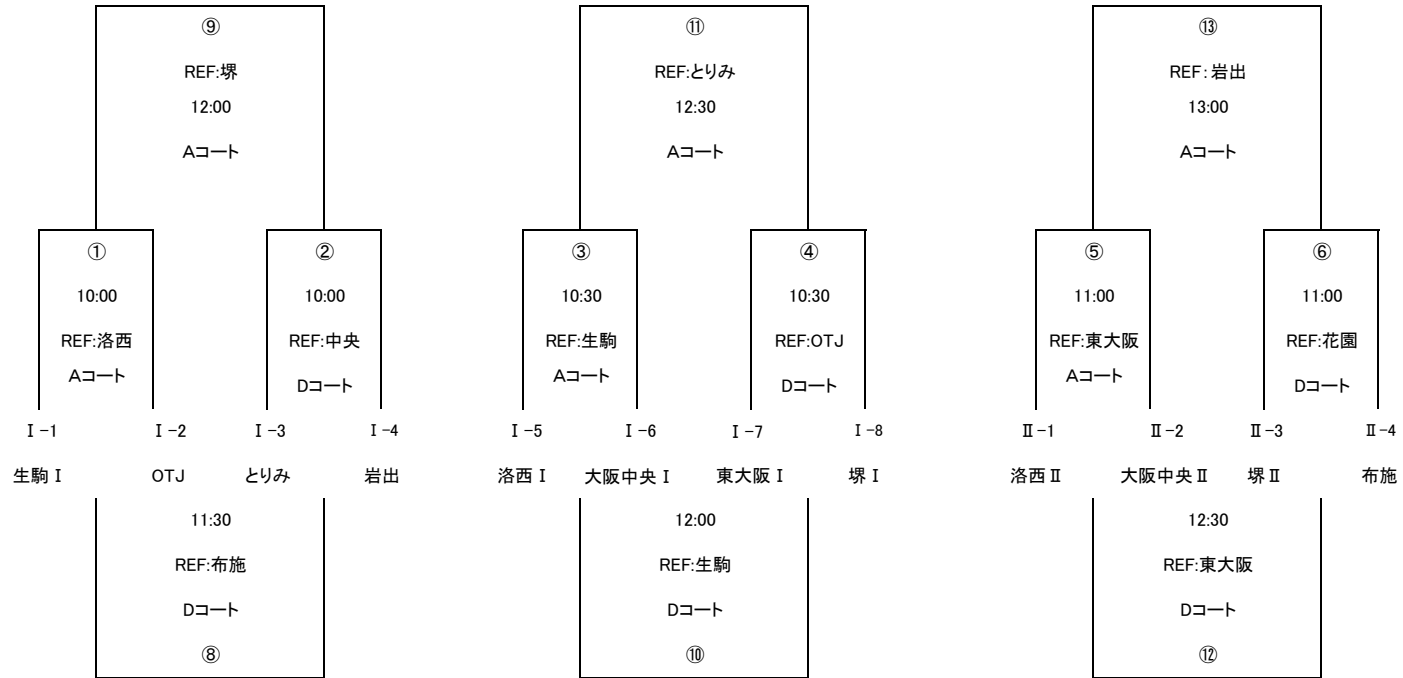 ⑨ ⑪ ⑬
REF:堺 REF:とりみ REF:岩出
12:00 12:30 13:00
Aコート Aコート Aコート
① ② ③ ④ ⑤ ⑥
10:00 10:00 10:30 10:30 11:00 11:00
REF:洛西 REF:中央 REF:生駒 REF:OTJ REF:東大阪 REF:花園
Aコート Dコート Aコート Dコート Aコート Dコート
Ⅰ-1 Ⅰ-2 Ⅰ-3 Ⅰ-4 Ⅰ-5 Ⅰ-6 Ⅰ-7 Ⅰ-8 Ⅱ-1 Ⅱ-2 Ⅱ-3 Ⅱ-4
生駒Ⅰ OTJ とりみ 岩出 洛西Ⅰ 大阪中央Ⅰ 東大阪Ⅰ 堺Ⅰ 洛西Ⅱ 大阪中央Ⅱ 堺Ⅱ 布施
11:30 12:00 12:30
REF:布施 REF:生駒 REF:東大阪
Dコート Dコート Dコート
⑧ ⑩ ⑫